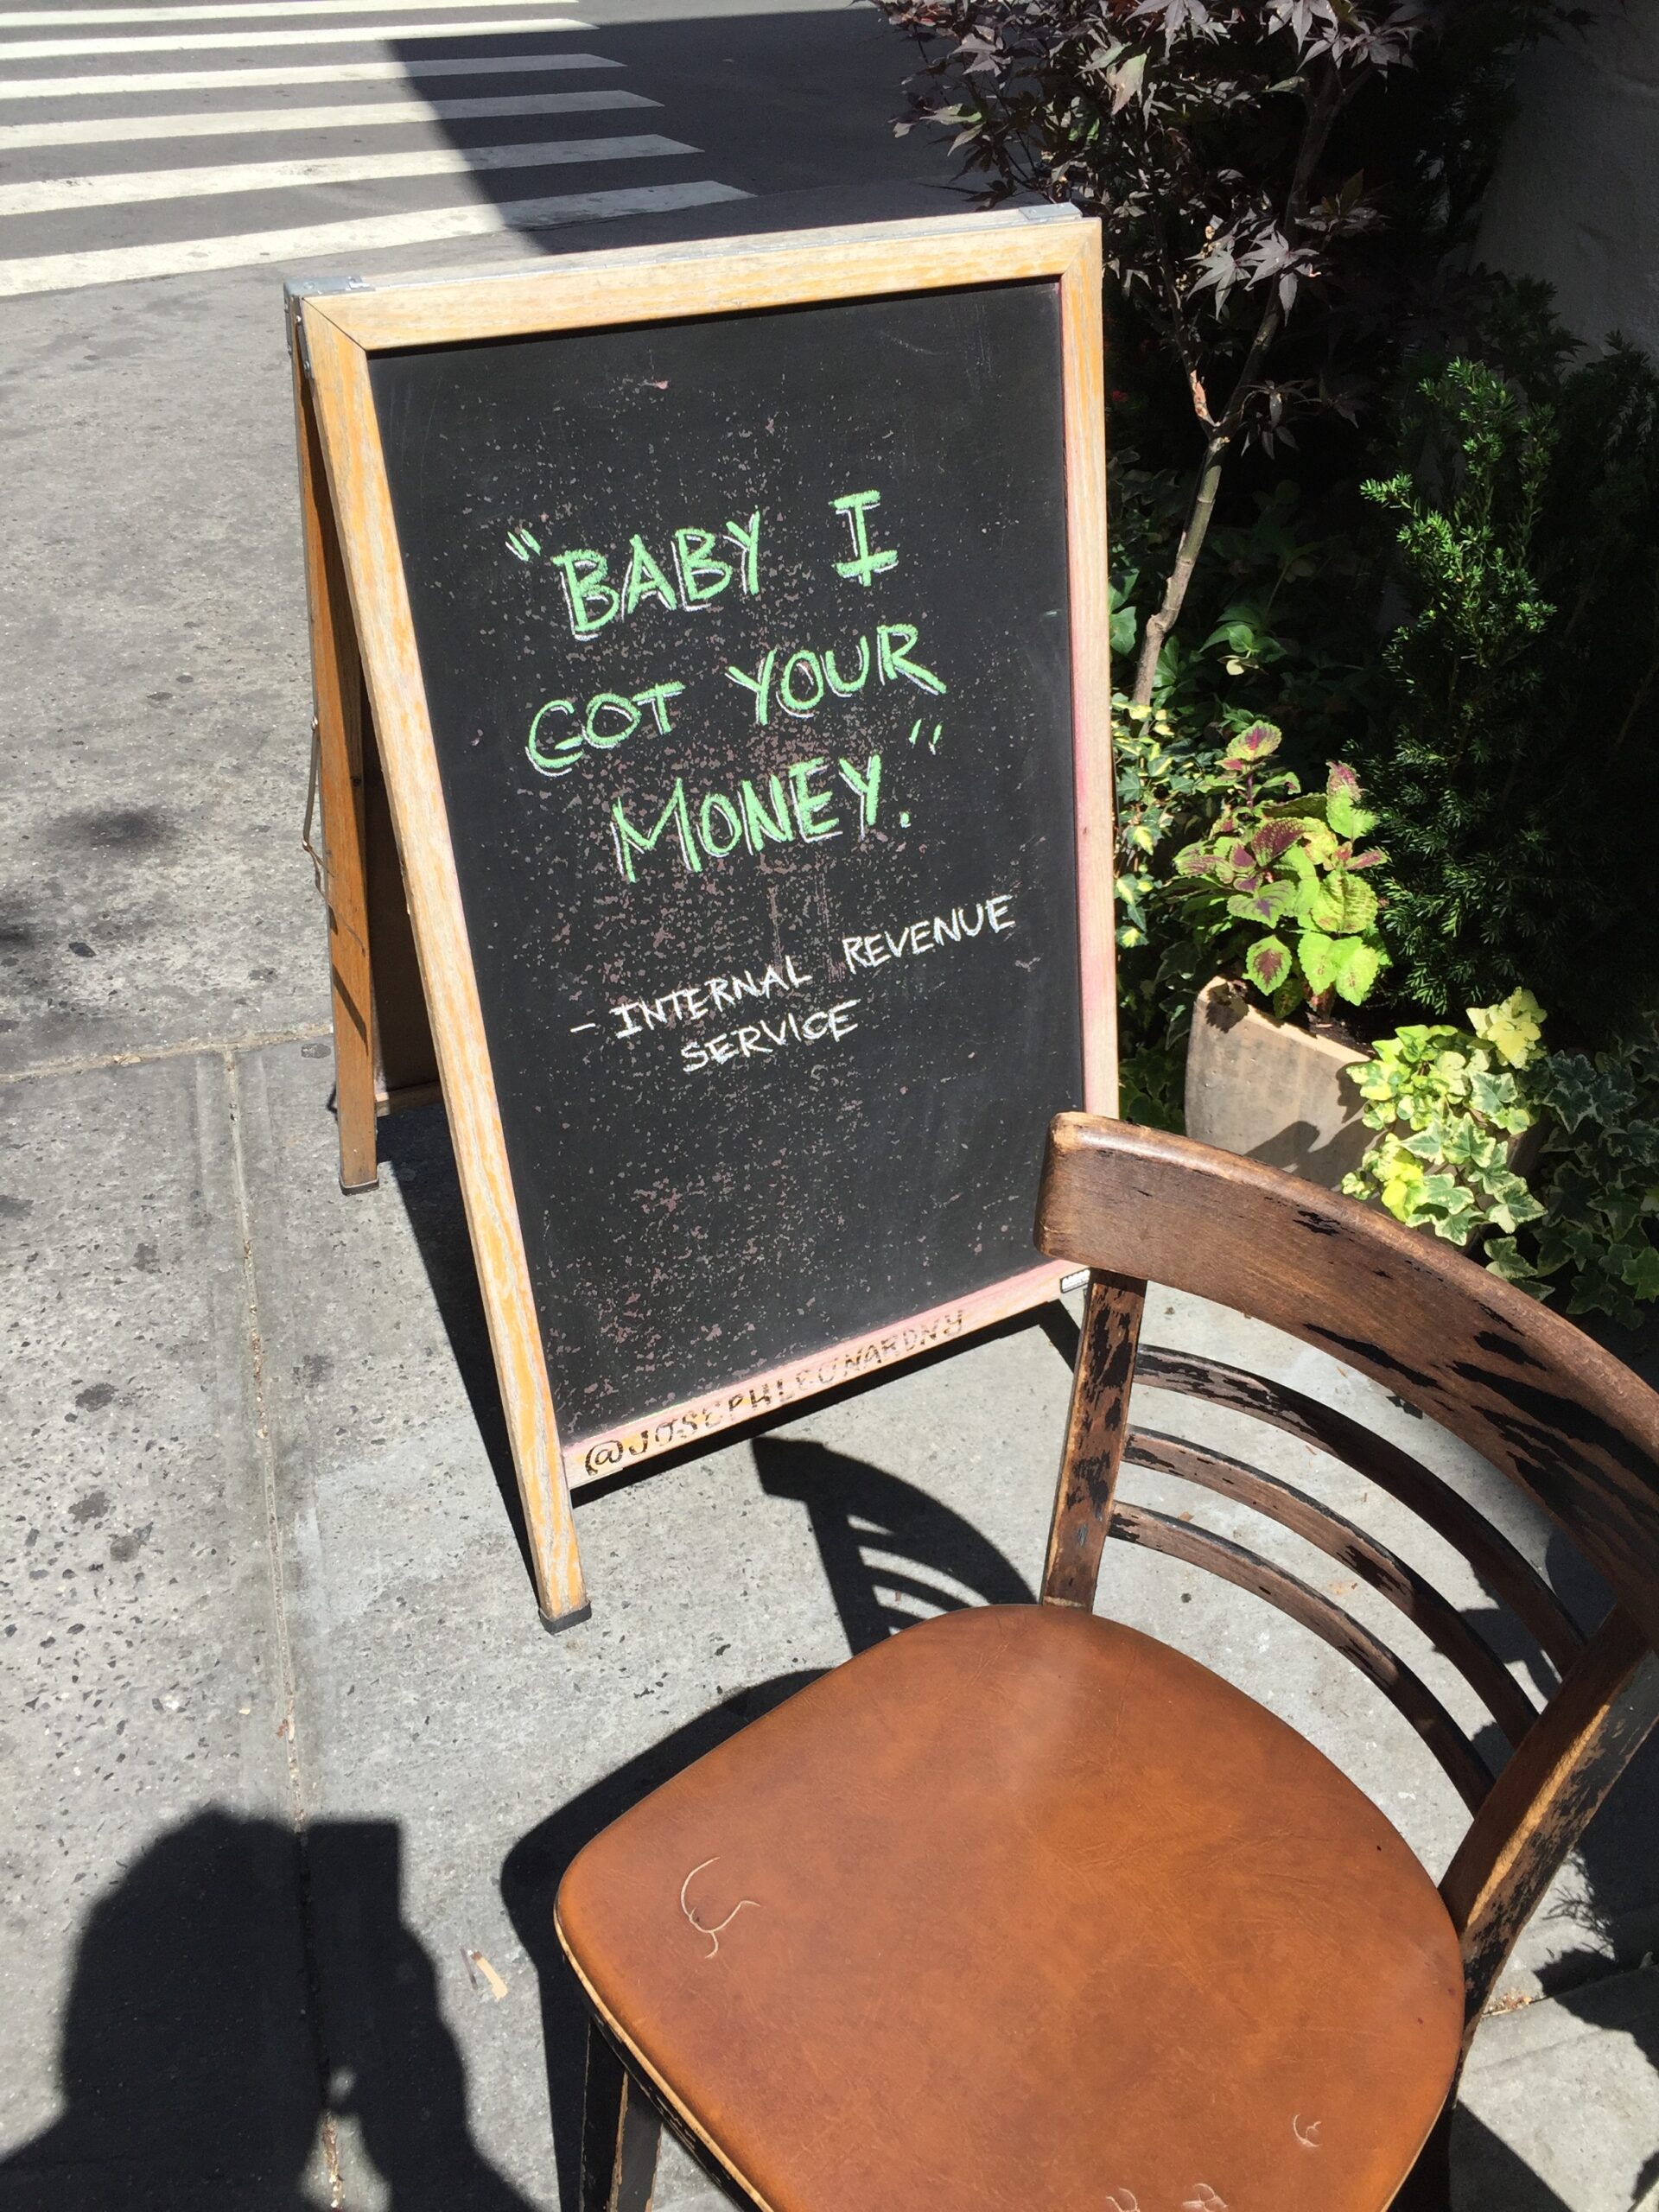 "BABY I
GOT YOUR
MONEY."
- INTERNAL REVENUE
SERVICE
@JOSEPHLEONARDNY